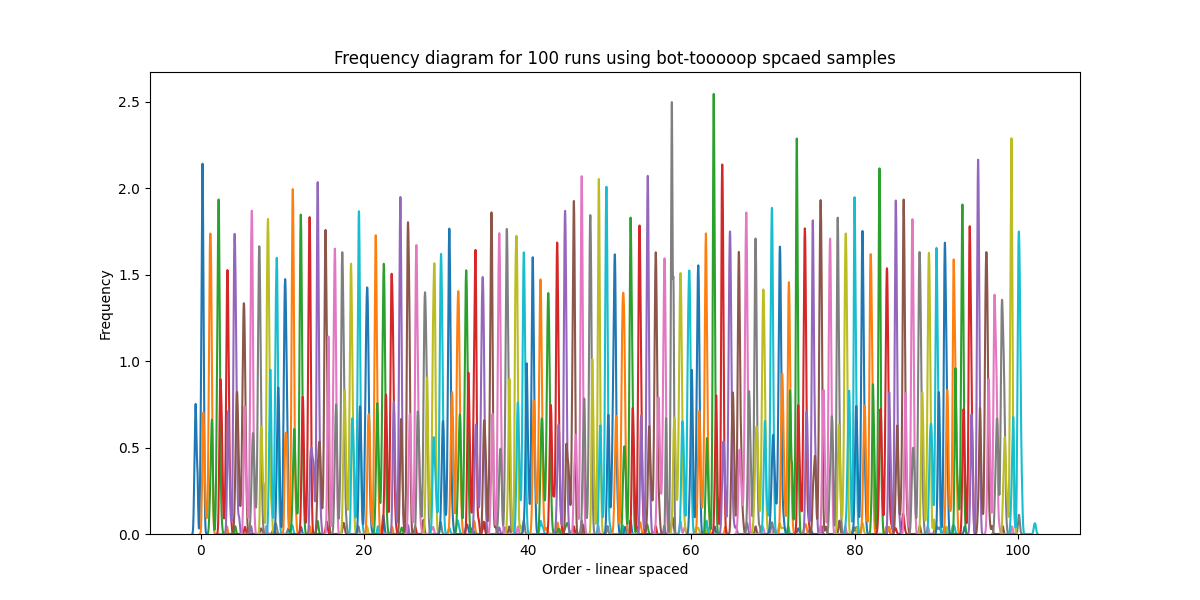 Frequency diagram for 100 runs using bot-tooooop spcaed samples
2.5
2.0
1.5
1.0
0.5
0.0
Frequency
0 20 40 60 80 100
Order - linear spaced